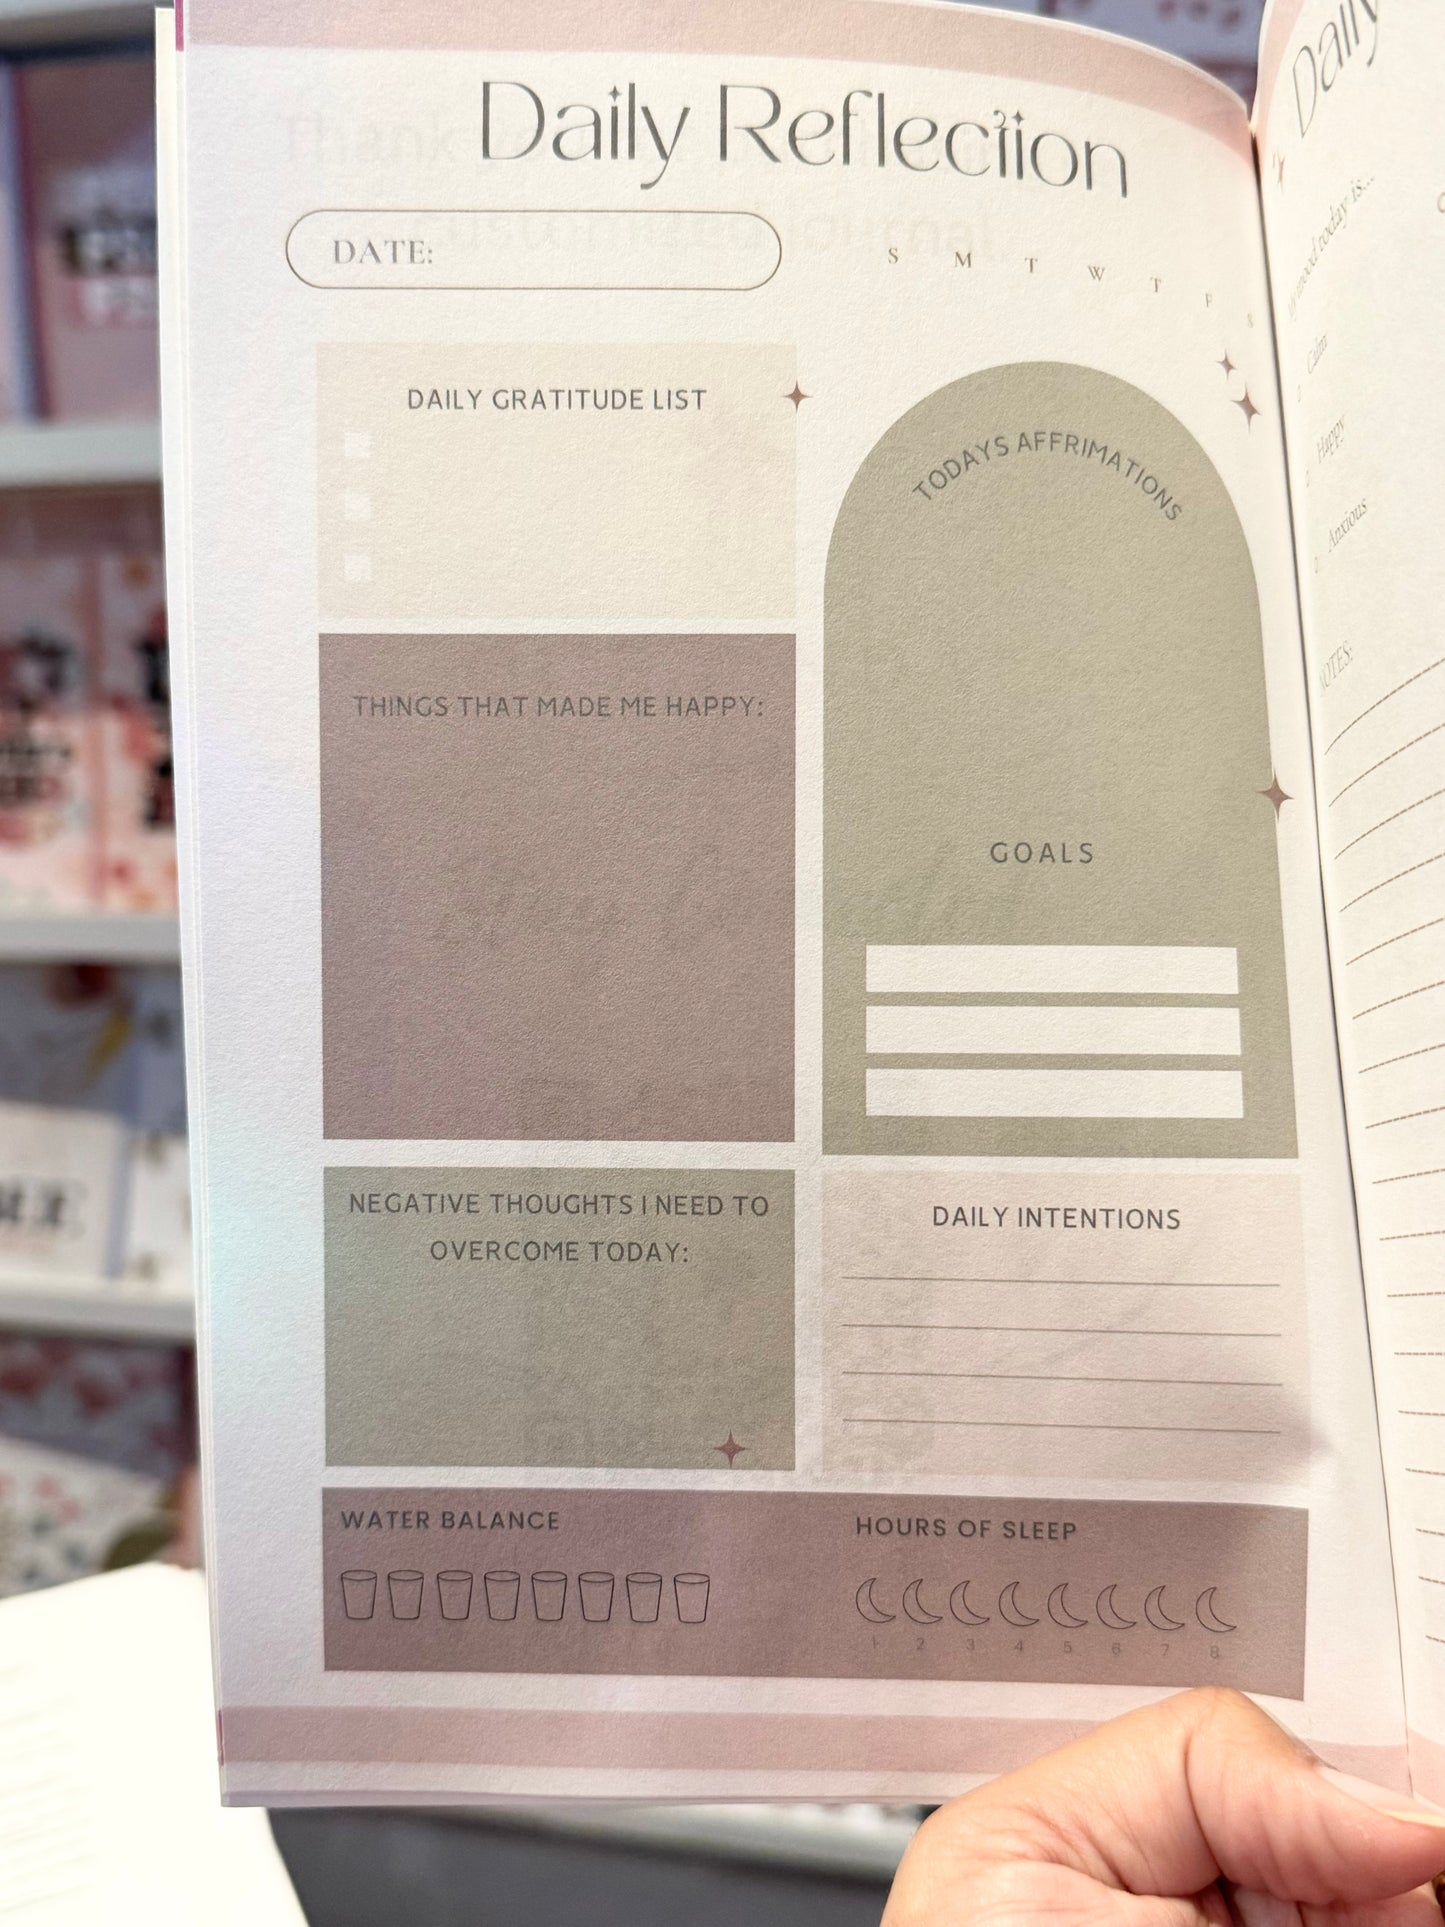 Daily Reflection
DATE:
S M T W T F S
DAILY GRATITUDE LIST
TODAYS AFFRIMATIONS
THINGS THAT MADE ME HAPPY:
GOALS
NEGATIVE THOUGHTS I NEED TO
OVERCOME TODAY:
DAILY INTENTIONS
WATER BALANCE
HOURS OF SLEEP
1 2 3 4 5 6 7 8
Daily
My mood today is...
Calm
Happy
Anxious
NOTES: